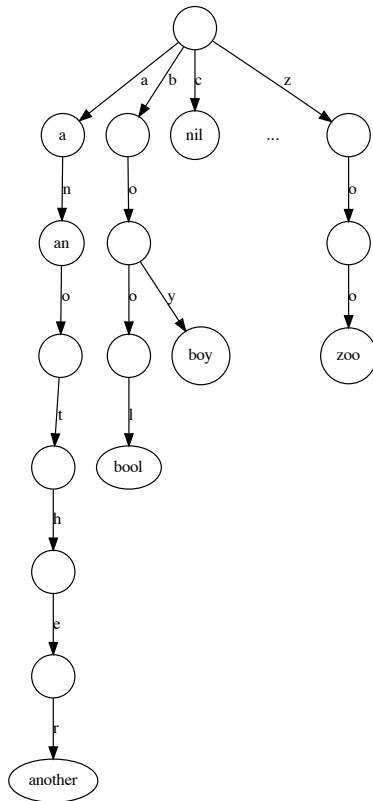 a b c z
a nil ...
n o o
an
o o y o
boy zoo
t l
bool
h
e
r
another